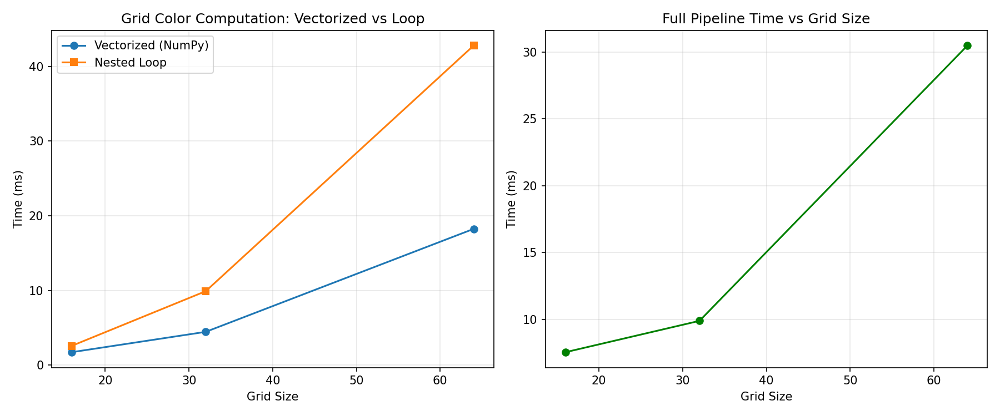 Grid Color Computation: Vectorized vs Loop
Vectorized (NumPy)
Nested Loop
Time (ms)
40
30
20
10
0
20 30 40 50 60
Grid Size
Full Pipeline Time vs Grid Size
Time (ms)
30
25
20
15
10
20 30 40 50 60
Grid Size